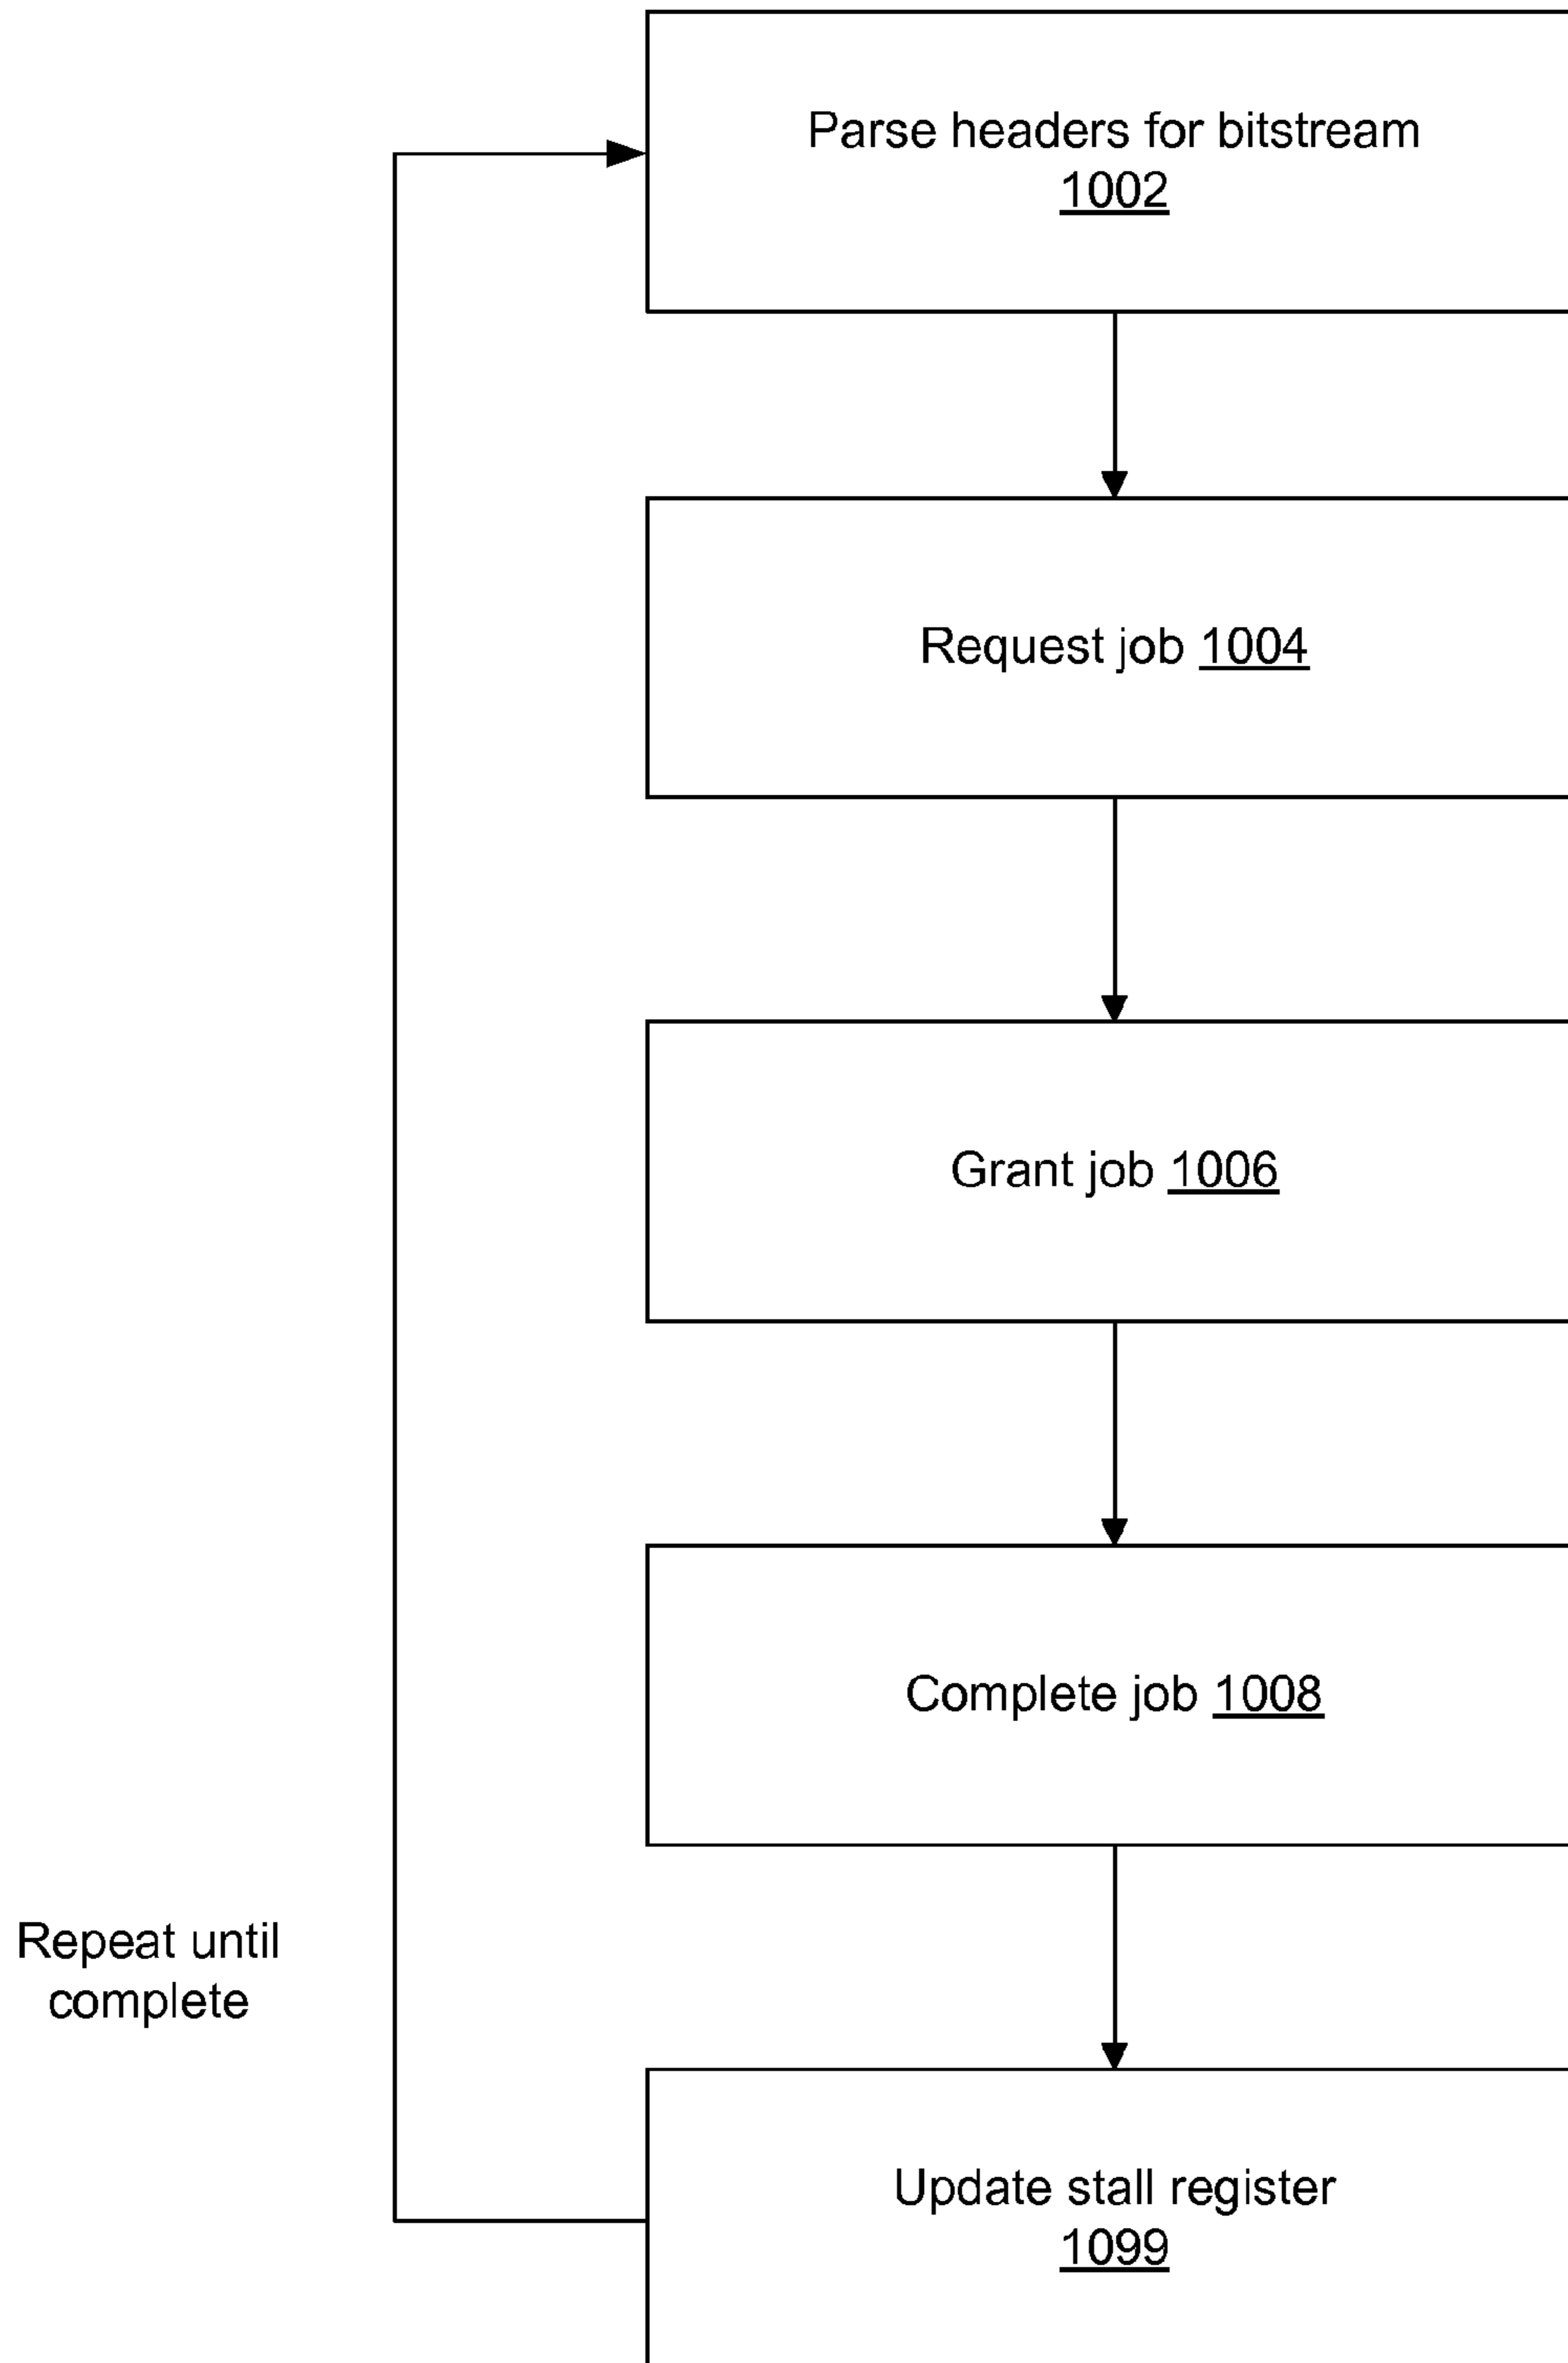 Parse headers for bitstream
1002
Request job 1004
Grant job 1006
Complete job 1008
Repeat until
complete
Update stall register
1099